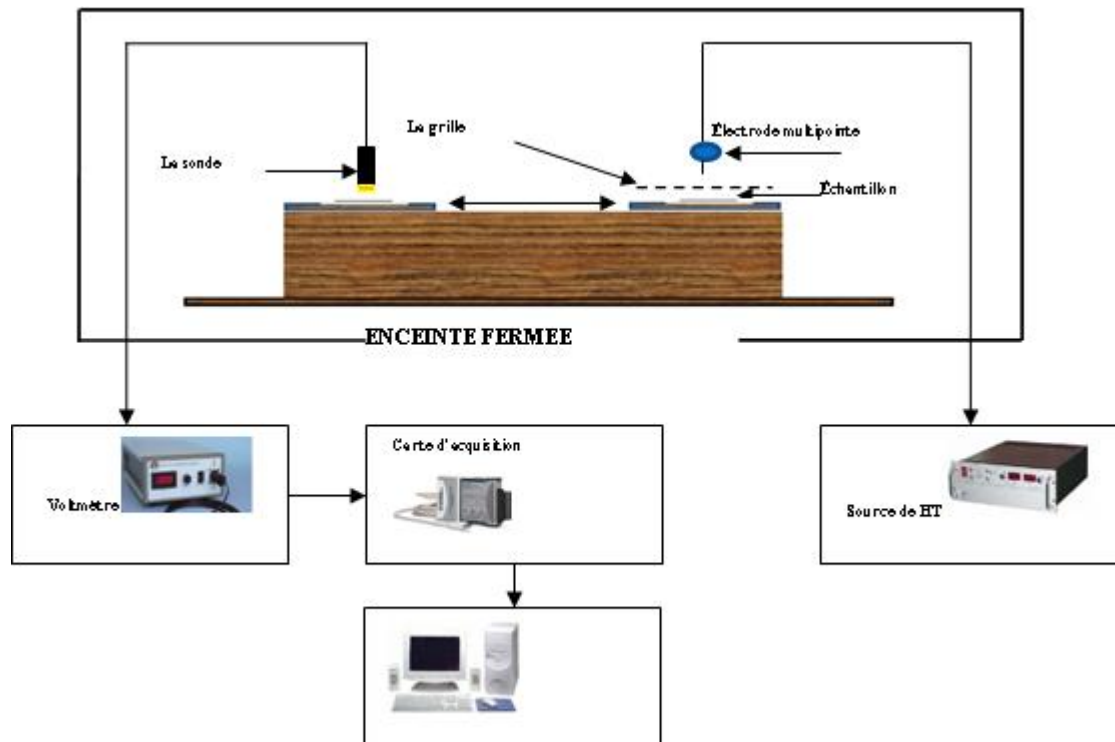 La grille
Électrode multipointe
La sonde
Échantillon
ENCEINTE FERMEE
Carte d'acquisition
Voltmètre
Source de HT